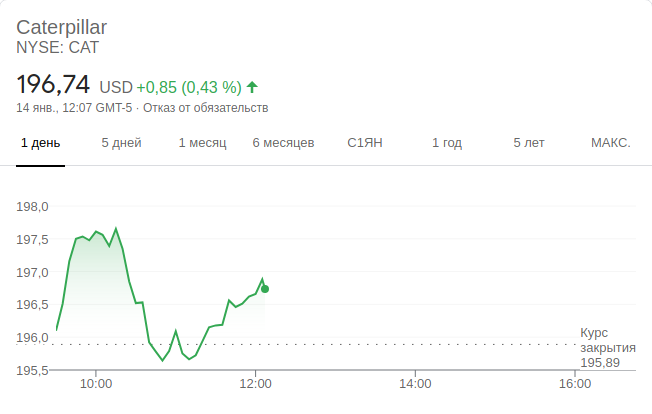 Caterpillar
NYSE: CAT
196,74 USD +0,85 (0,43 %)
14 янв., 12:07 GMT-5 · Отказ от обязательств
1 день 5 дней 1 месяц 6 месяцев С1ЯН 1 год 5 лет МАКС.
198,0
197,5
197,0
196,5
196,0
195,5
Курс
закрытия
195,89
10:00 12:00 14:00 16:00